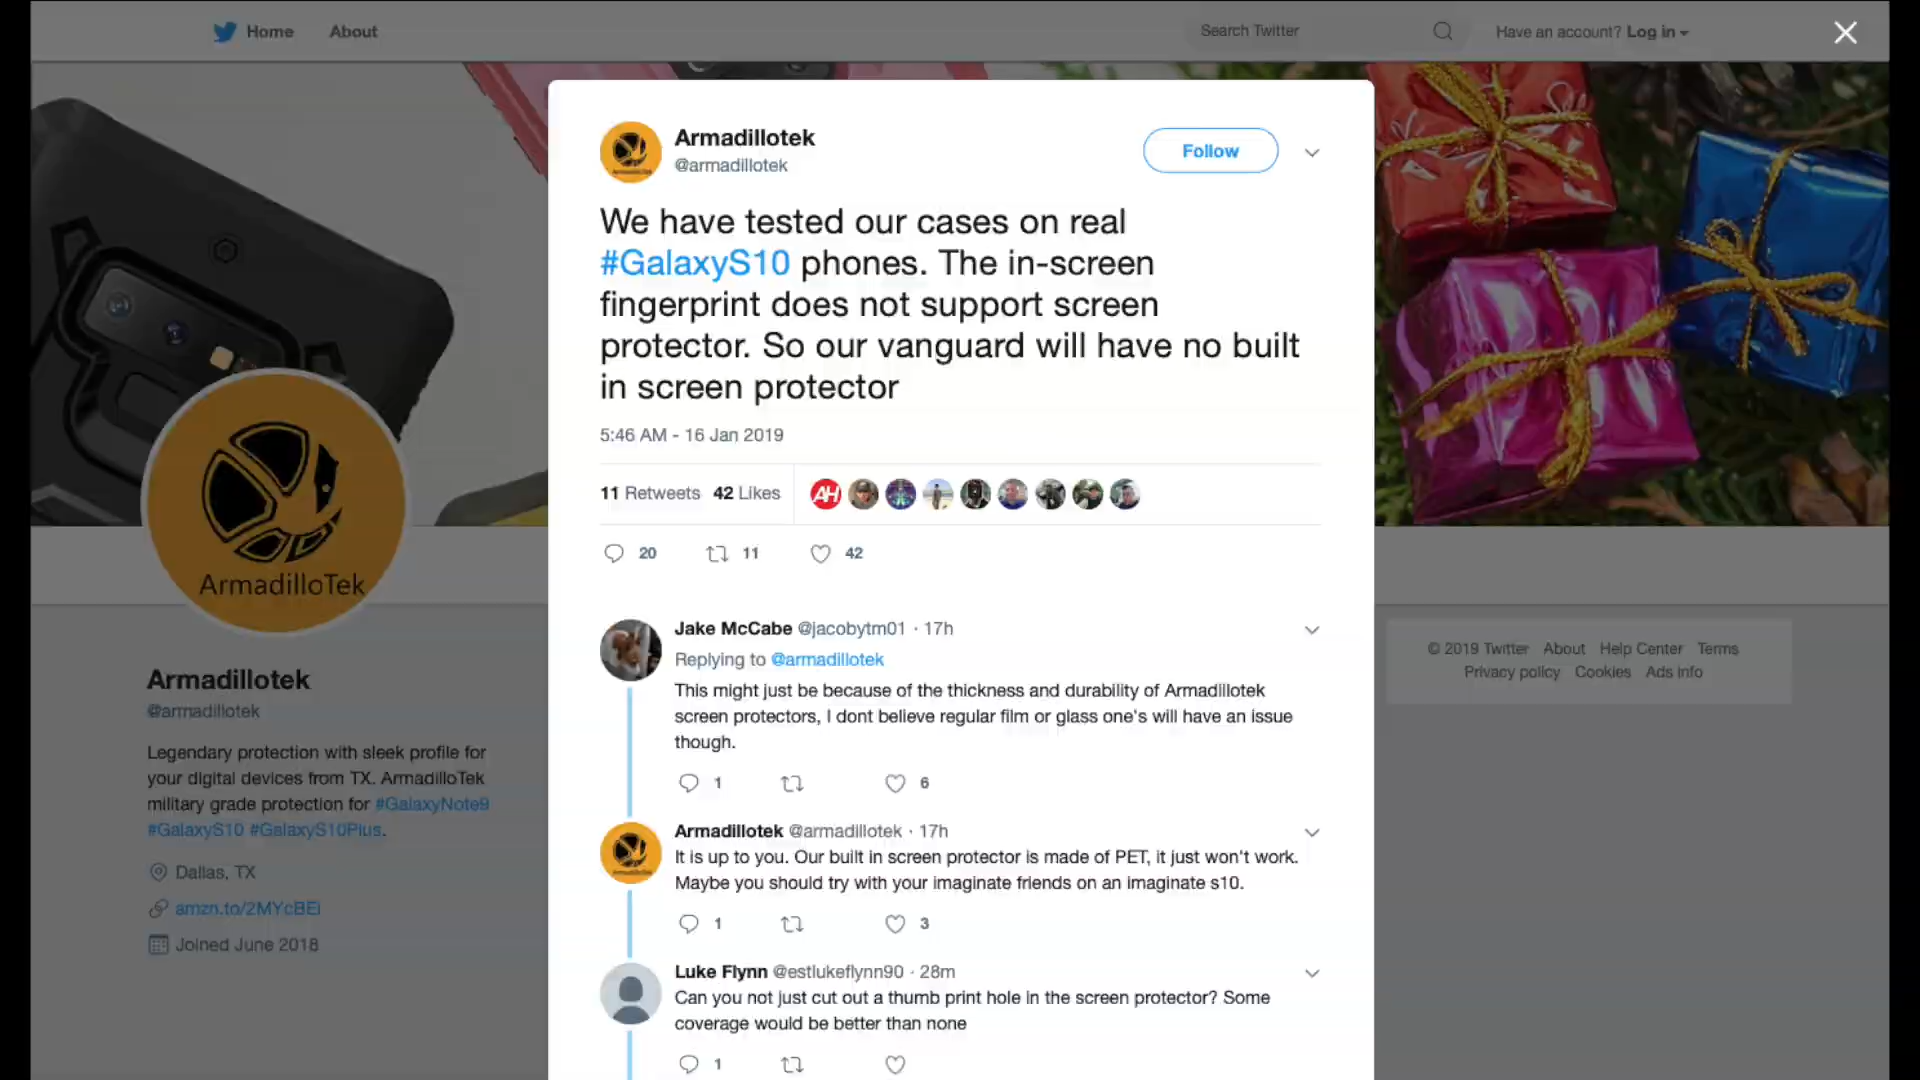 Home About Search Twitter Have an account? Log in
Armadillotek
@armadillotek
Follow
We have tested our cases on real
#GalaxyS10 phones. The in-screen
fingerprint does not support screen
protector. So our vanguard will have no built
in screen protector
5:46 AM - 16 Jan 2019
11 Retweets 42 Likes
AH
20 11 42
Jake McCabe @jacobytm01 · 17h
Replying to @armadillotek
This might just be because of the thickness and durability of Armadillotek
screen protectors, I dont believe regular film or glass one's will have an issue
though.
1 6
Armadillotek @armadillotek · 17h
It is up to you. Our built in screen protector is made of PET, it just won't work.
Maybe you should try with your imaginate friends on an imaginate s10.
1 3
Luke Flynn @estlukeflynn90 · 28m
Can you not just cut out a thumb print hole in the screen protector? Some
coverage would be better than none
1
ArmadilloTek
Armadillotek
@armadillotek
Legendary protection with sleek profile for
your digital devices from TX. ArmadilloTek
military grade protection for #GalaxyNote9
#GalaxyS10 #GalaxyS10Plus.
Dallas, TX
amzn.to/2MYcBEi
Joined June 2018
© 2019 Twitter About Help Center Terms
Privacy policy Cookies Ads info